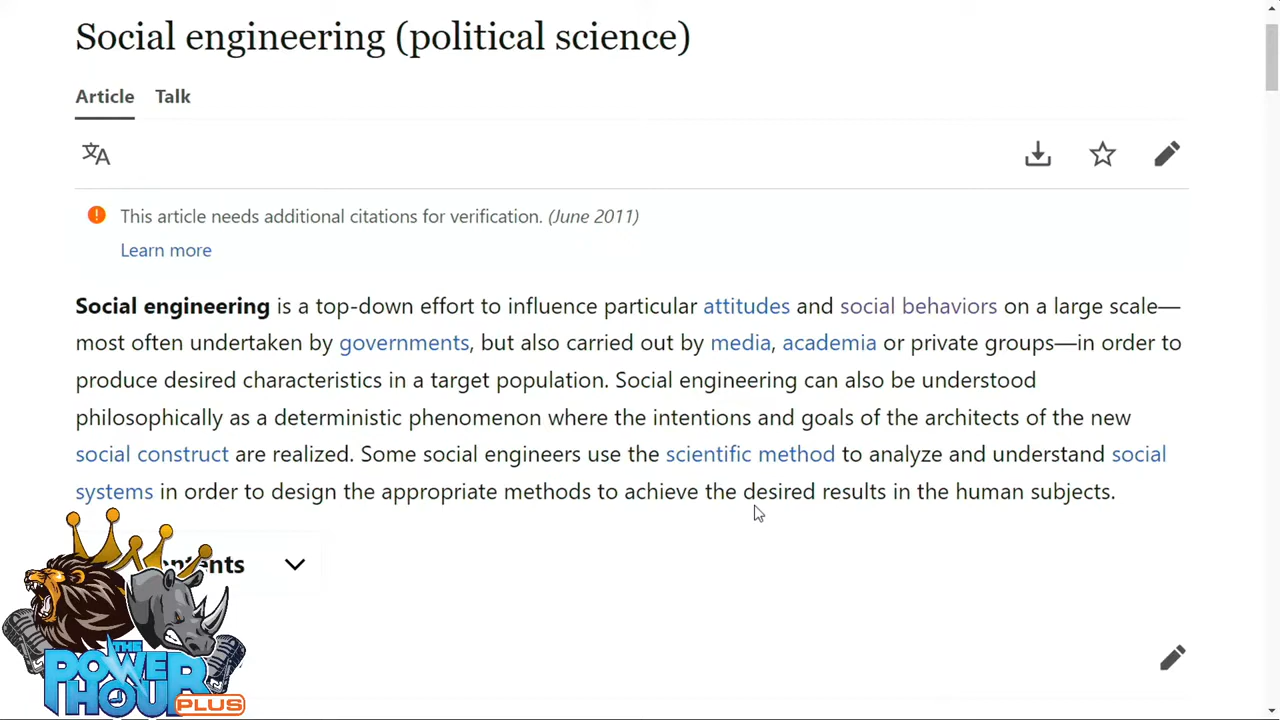 Social engineering (political science)
Article Talk
文A
This article needs additional citations for verification. (June 2011)
Learn more
Social engineering is a top-down effort to influence particular attitudes and social behaviors on a large scale—
most often undertaken by governments, but also carried out by media, academia or private groups—in order to
produce desired characteristics in a target population. Social engineering can also be understood
philosophically as a deterministic phenomenon where the intentions and goals of the architects of the new
social construct are realized. Some social engineers use the scientific method to analyze and understand social
systems in order to design the appropriate methods to achieve the desired results in the human subjects.
ntents
THE
POWER
HOUR
PLUS